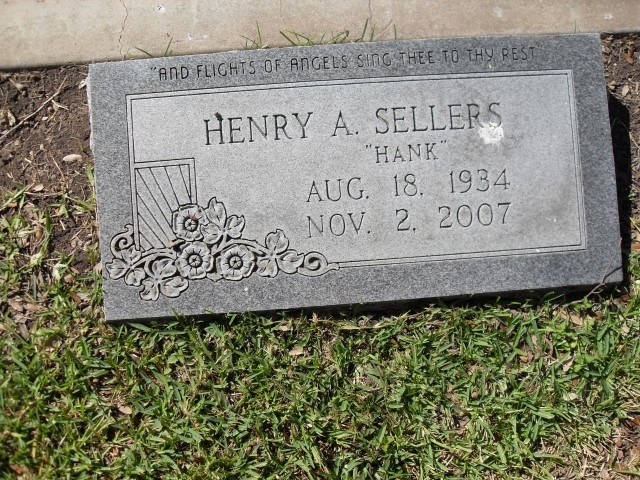 "AND FLIGHTS OF ANGELS SING THEE TO THY REST"
HENRY A. SELLERS
"HANK"
AUG. 18, 1934
NOV. 2, 2007